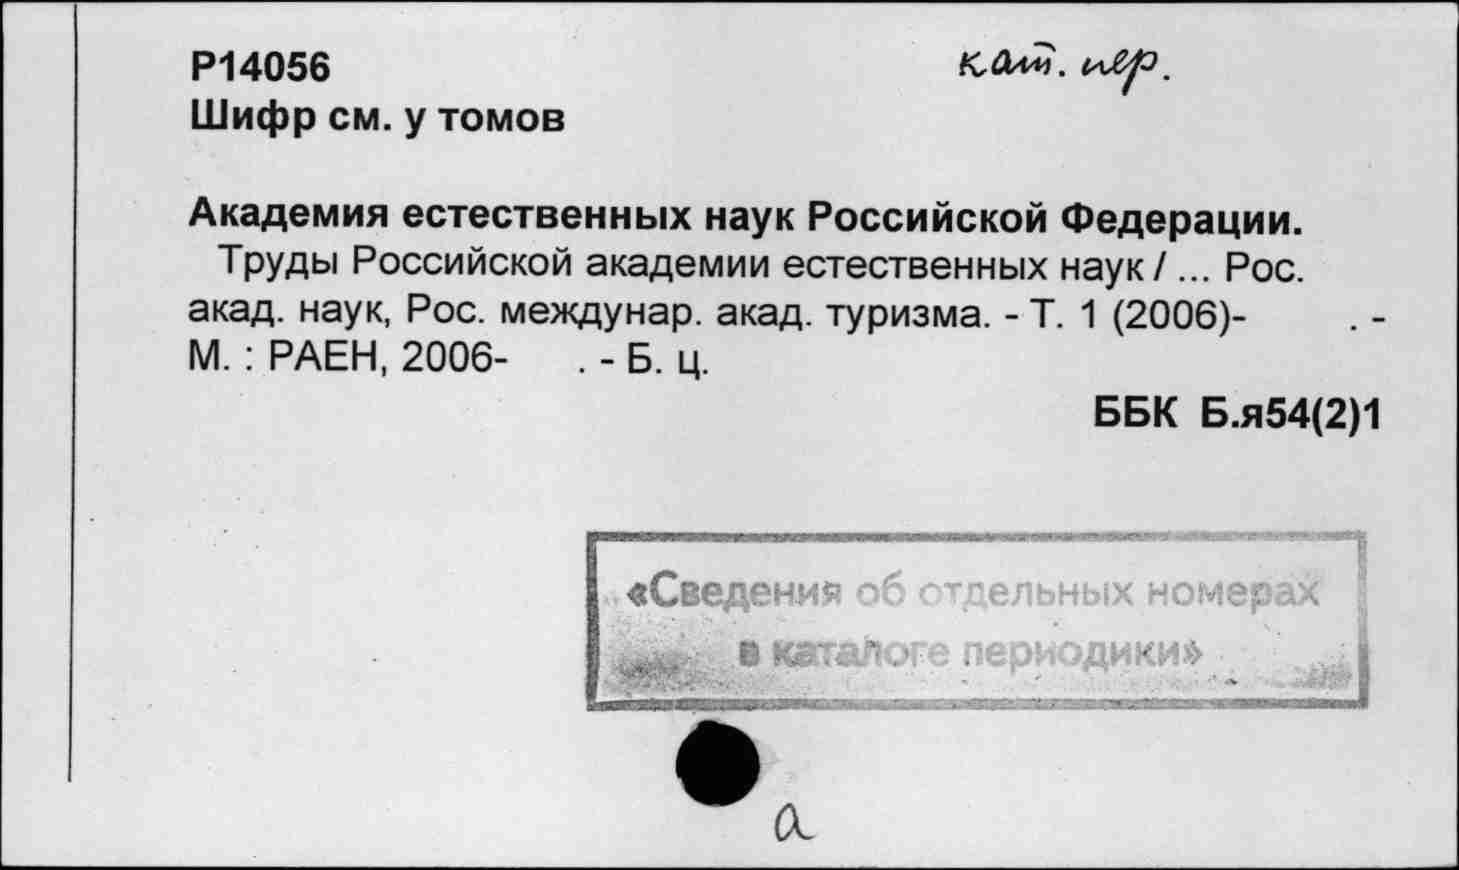 Р14056
кат. пер.
Шифр см. у томов
Академия естественных наук Российской Федерации.
Труды Российской академии естественных наук / ... Рос.
акад. наук, Рос. междунар. акад. туризма. - Т. 1 (2006)- . -
М. : РАЕН, 2006- . - Б. ц.
ББК Б.я54(2)1
«Сведения об отдельных номерах
в каталоге периодики»
а